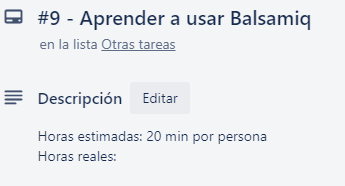 #9 - Aprender a usar Balsamiq
en la lista Otras tareas
Descripción Editar
Horas estimadas: 20 min por persona
Horas reales: